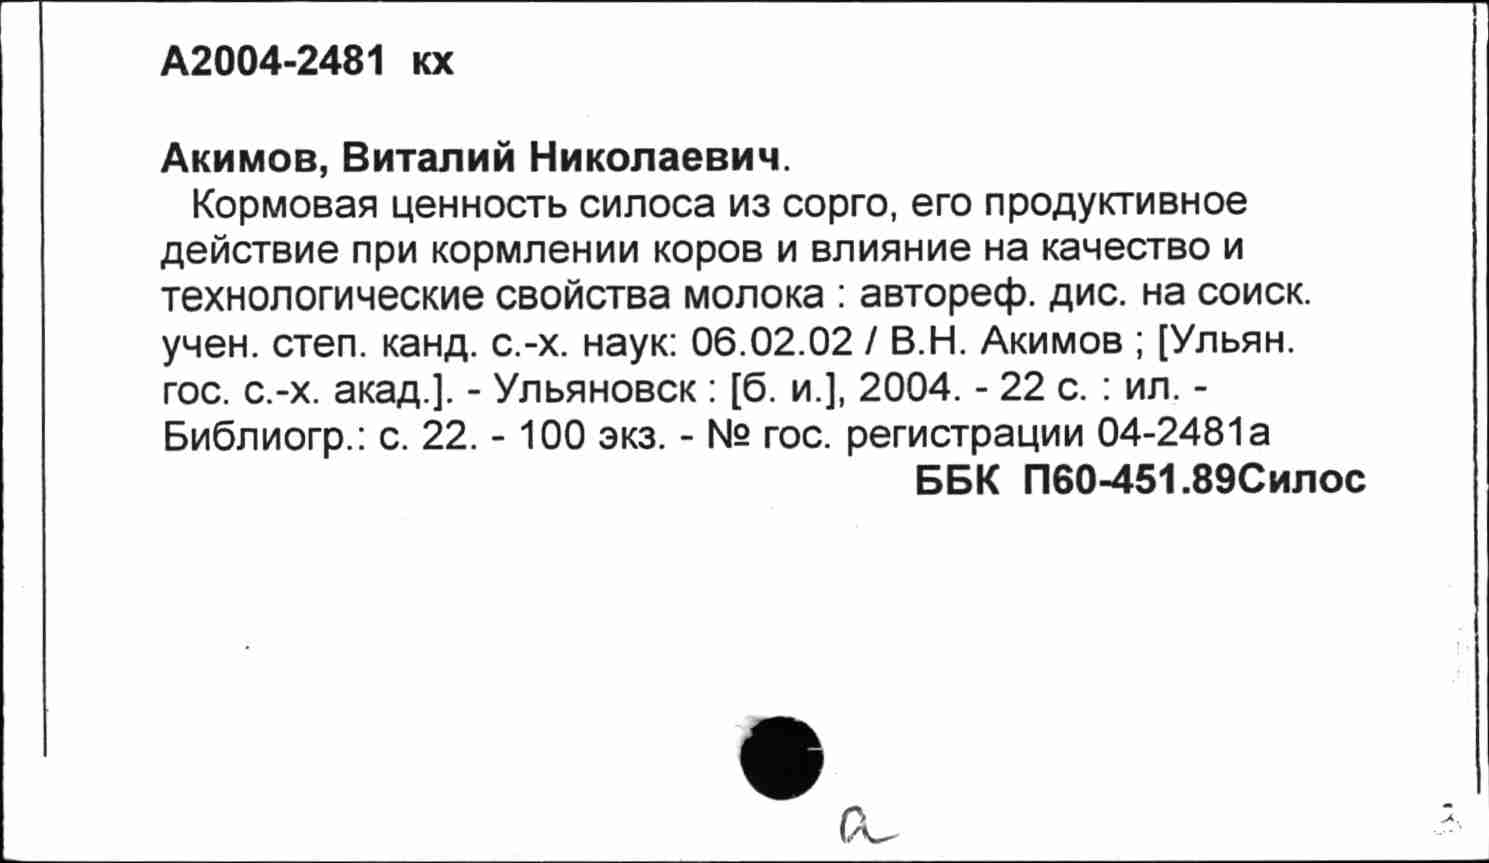 А2004-2481 кх
Акимов, Виталий Николаевич.
Кормовая ценность силоса из сорго, его продуктивное
действие при кормлении коров и влияние на качество и
технологические свойства молока : автореф. дис. на соиск.
учен. степ. канд. с.-х. наук: 06.02.02 / В.Н. Акимов ; [Ульян.
гос. с.-х. акад.]. - Ульяновск : [б. и.], 2004. - 22 с. : ил. -
Библиогр.: с. 22. - 100 экз. - № гос. регистрации 04-2481а
ББК П60-451.89Силос
а